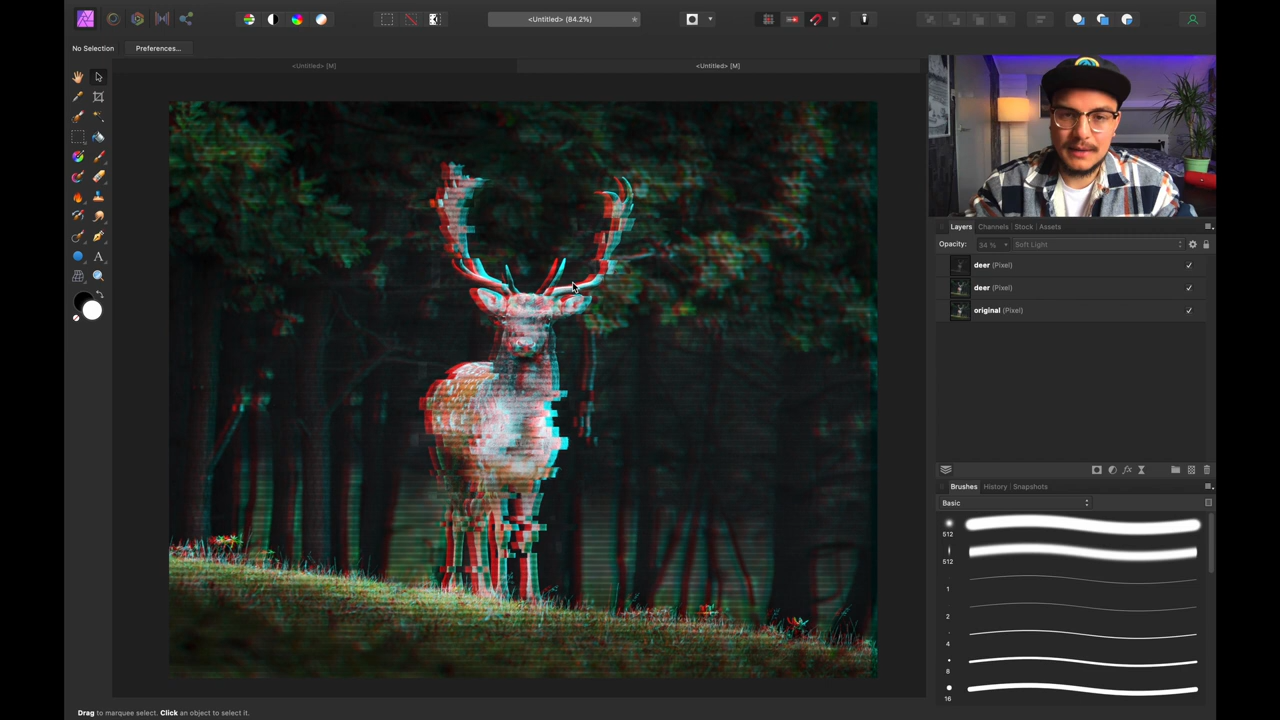 <Untitled> (84.2%)
No Selection
Preferences...
<Untitled> [M]
<Untitled> [M]
Layers
Channels
Stock
Assets
Opacity:
34 %
Soft Light
deer (Pixel)
deer (Pixel)
original (Pixel)
Brushes
History
Snapshots
Basic
512
512
1
2
4
8
16
Drag to marquee select. Click an object to select it.